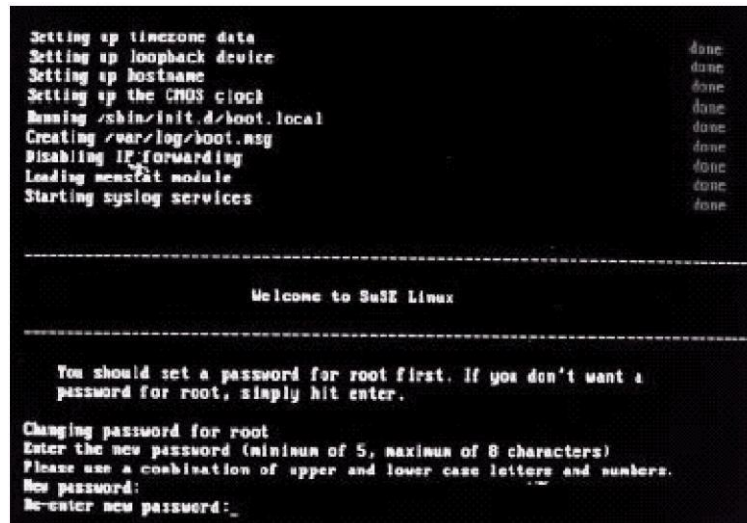 Setting up timezone data done
Setting up loopback device done
Setting up hostname done
Setting up the CMOS clock done
Running /sbin/init.d/boot.local done
Creating /var/log/boot.msg done
Disabling IP forwarding done
Loading memstat module done
Starting syslog services done
Welcome to SuSE Linux
You should set a password for root first. If you don't want a
password for root, simply hit enter.
Changing password for root
Enter the new password (minimum of 5, maximum of 8 characters)
Please use a combination of upper and lower case letters and numbers.
New password:
Re-enter new password:_